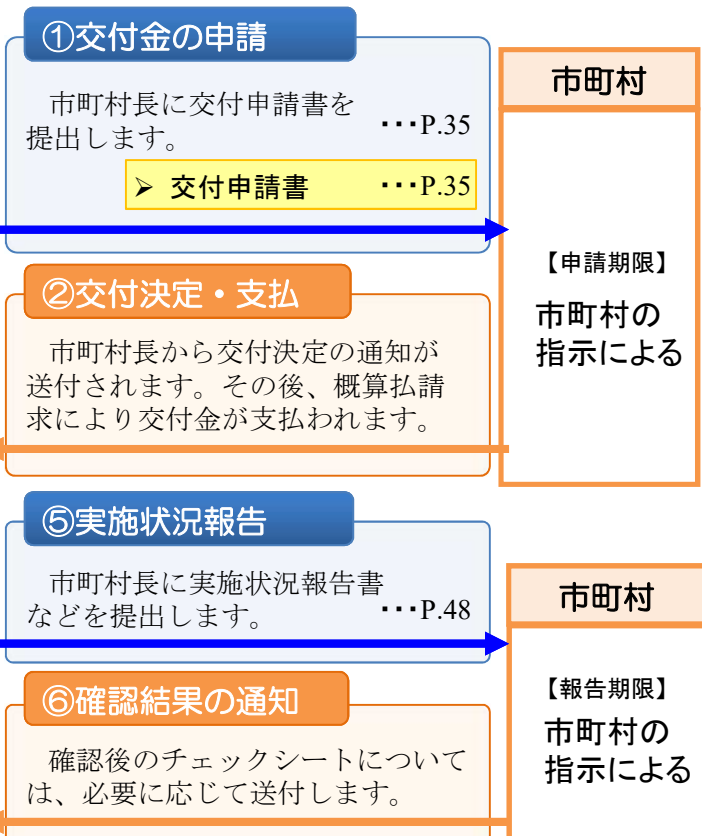 ①交付金の申請
市町村長に交付申請書を
提出します。 ・・・P.35
➢ 交付申請書 ・・・P.35
市町村
【申請期限】
市町村の
指示による
②交付決定・支払
市町村長から交付決定の通知が
送付されます。その後、概算払請
求により交付金が支払われます。
⑤実施状況報告
市町村長に実施状況報告書
などを提出します。 ・・・P.48
市町村
【報告期限】
市町村の
指示による
⑥確認結果の通知
確認後のチェックシートについて
は、必要に応じて送付します。